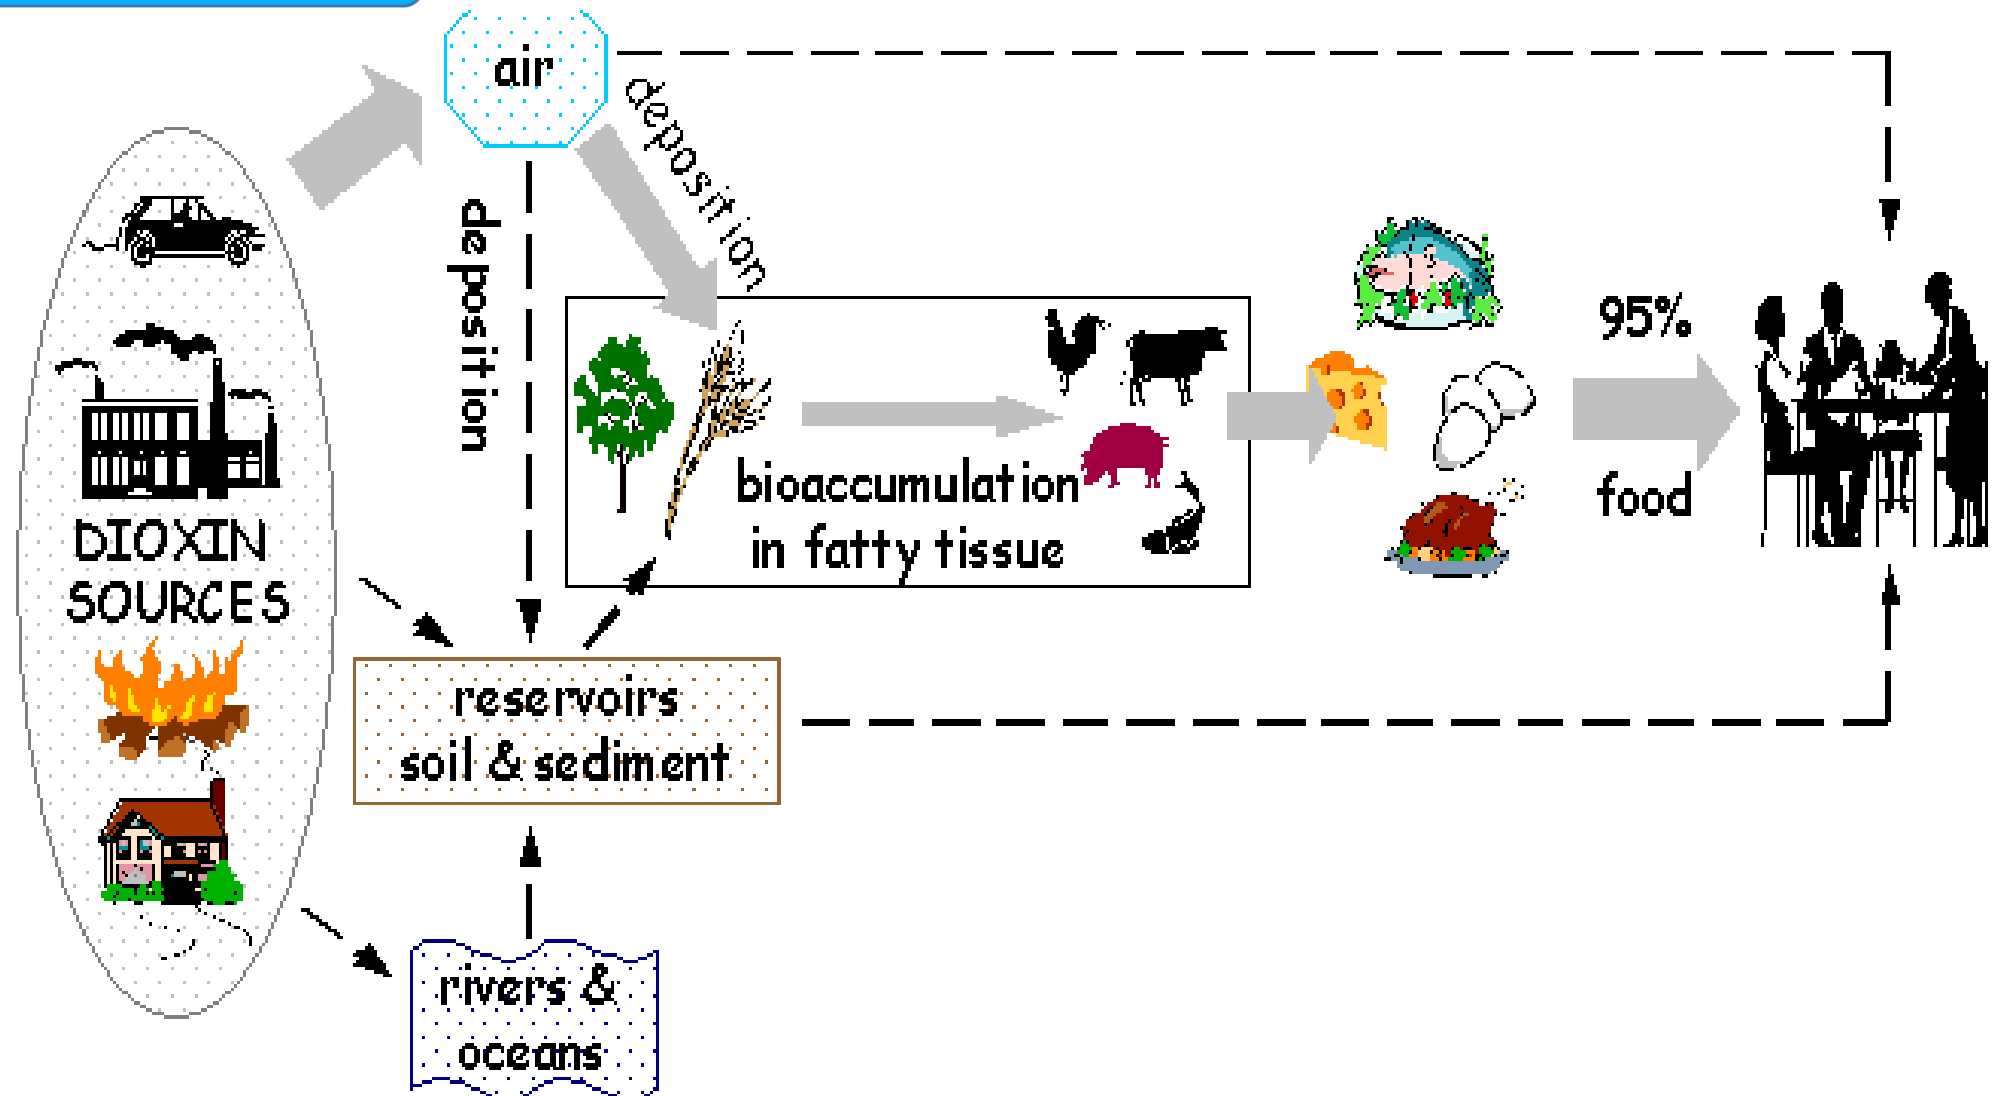 air
deposition
deposition
DIOXIN
SOURCES
bioaccumulation
in fatty tissue
95%
food
reservoirs
soil & sediment
rivers &
oceans